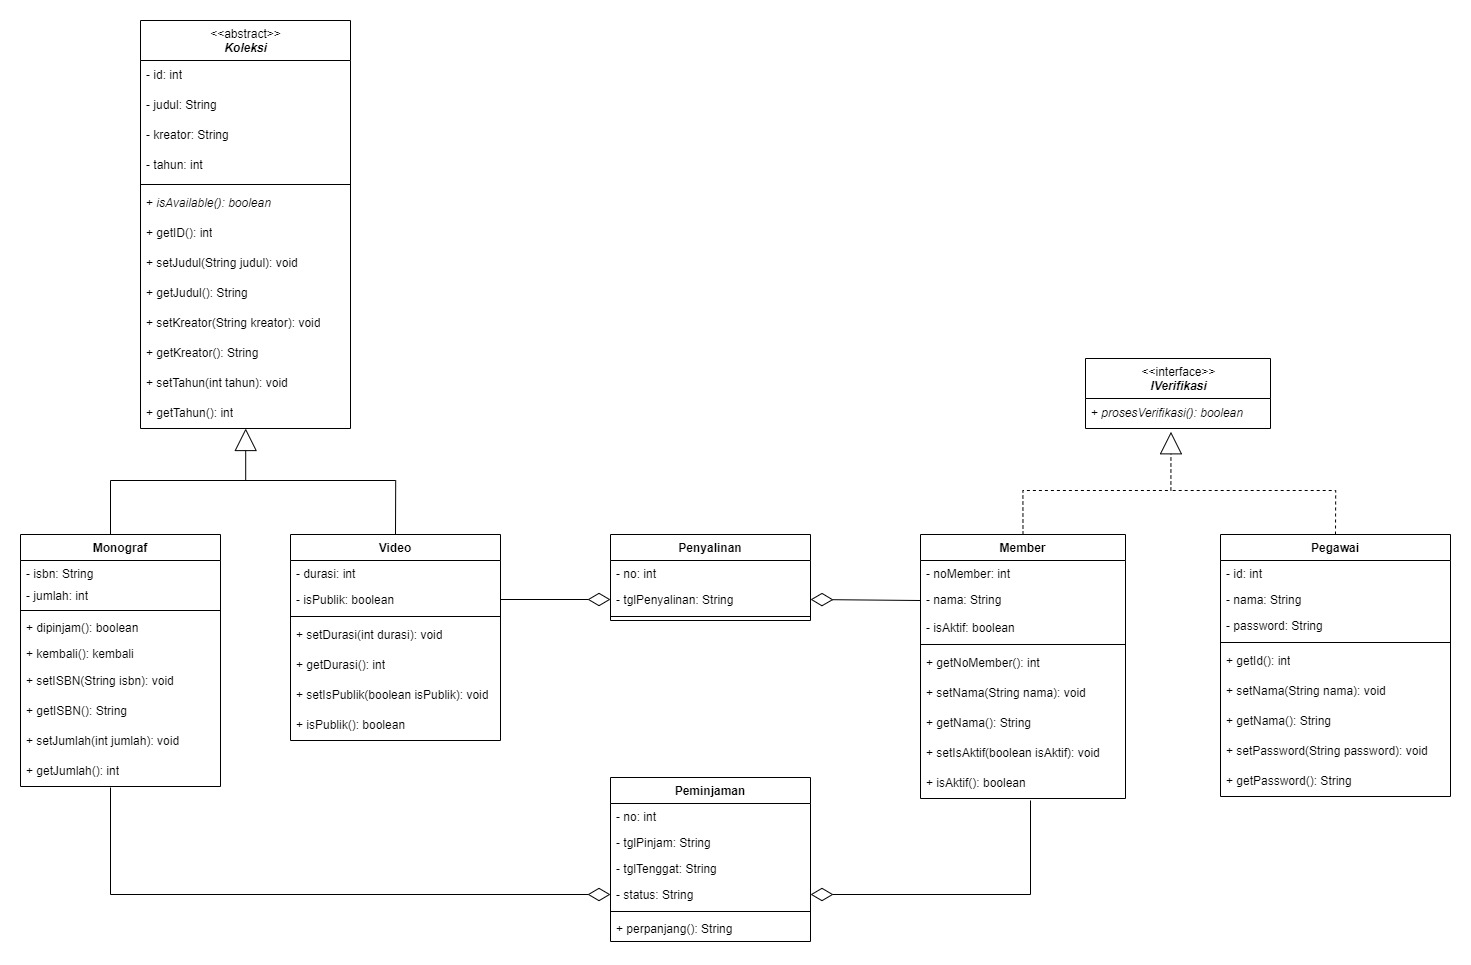 <<abstract>>
Koleksi
- id: int
- judul: String
- kreator: String
- tahun: int
+ isAvailable(): boolean
+ getID(): int
+ setJudul(String judul): void
+ getJudul(): String
+ setKreator(String kreator): void
+ getKreator(): String
+ setTahun(int tahun): void
+ getTahun(): int
<<interface>>
IVerifikasi
+ prosesVerifikasi(): boolean
Monograf
- isbn: String
- jumlah: int
+ dipinjam(): boolean
+ kembali(): kembali
+ setISBN(String isbn): void
+ getISBN(): String
+ setJumlah(int jumlah): void
+ getJumlah(): int
Video
- durasi: int
- isPublik: boolean
+ setDurasi(int durasi): void
+ getDurasi(): int
+ setIsPublik(boolean isPublik): void
+ isPublik(): boolean
Penyalinan
- no: int
- tglPenyalinan: String
Member
- noMember: int
- nama: String
- isAktif: boolean
+ getNoMember(): int
+ setNama(String nama): void
+ getNama(): String
+ setIsAktif(boolean isAktif): void
+ isAktif(): boolean
Pegawai
- id: int
- nama: String
- password: String
+ getId(): int
+ setNama(String nama): void
+ getNama(): String
+ setPassword(String password): void
+ getPassword(): String
Peminjaman
- no: int
- tglPinjam: String
- tglTenggat: String
- status: String
+ perpanjang(): String